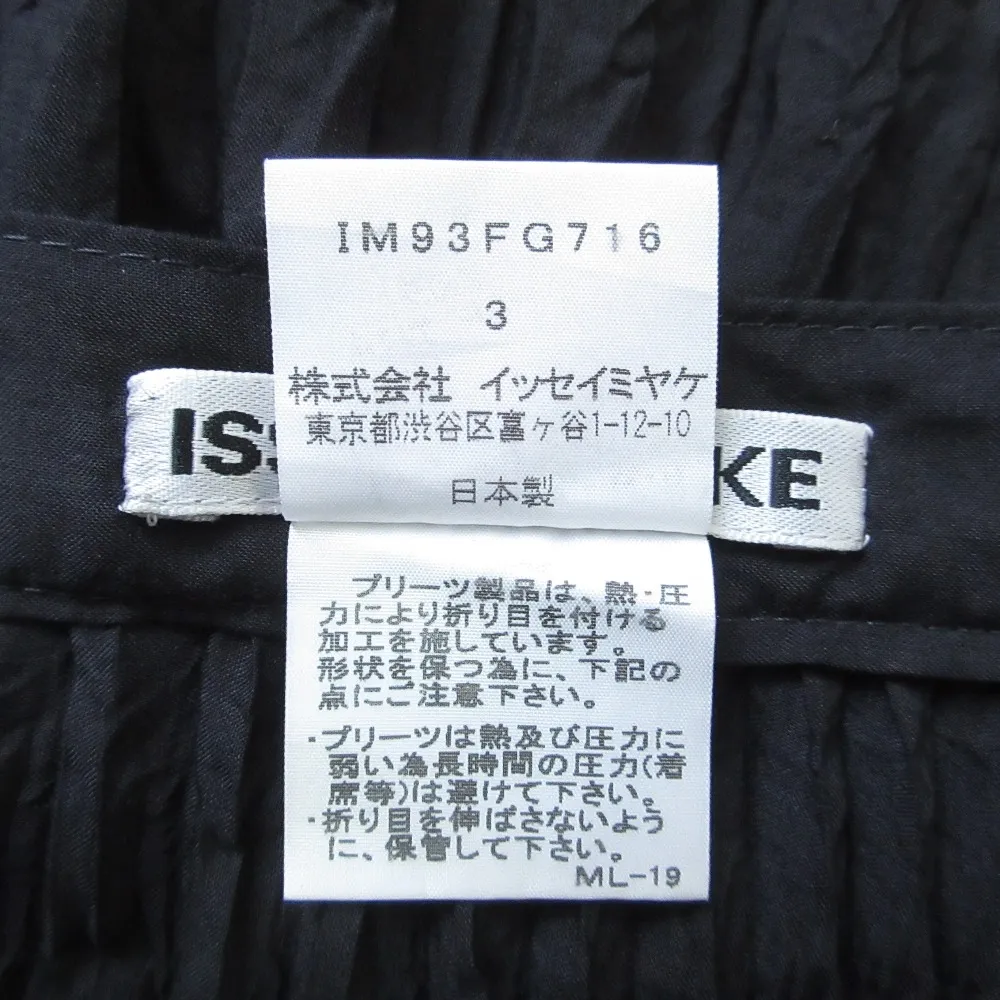 IM93FG716
3
株式会社 イッセイミヤケ
東京都渋谷区富ヶ谷1-12-10
日本製
プリーツ製品は、熱・圧
力により折り目を付ける
加工を施しています。
形状を保つ為に、下記の
点にご注意下さい。
・プリーツは熱及び圧力に
弱い為長時間の圧力(着
席等)は避けて下さい。
・折り目を伸ばさないよう
に、保管して下さい。
ML-19